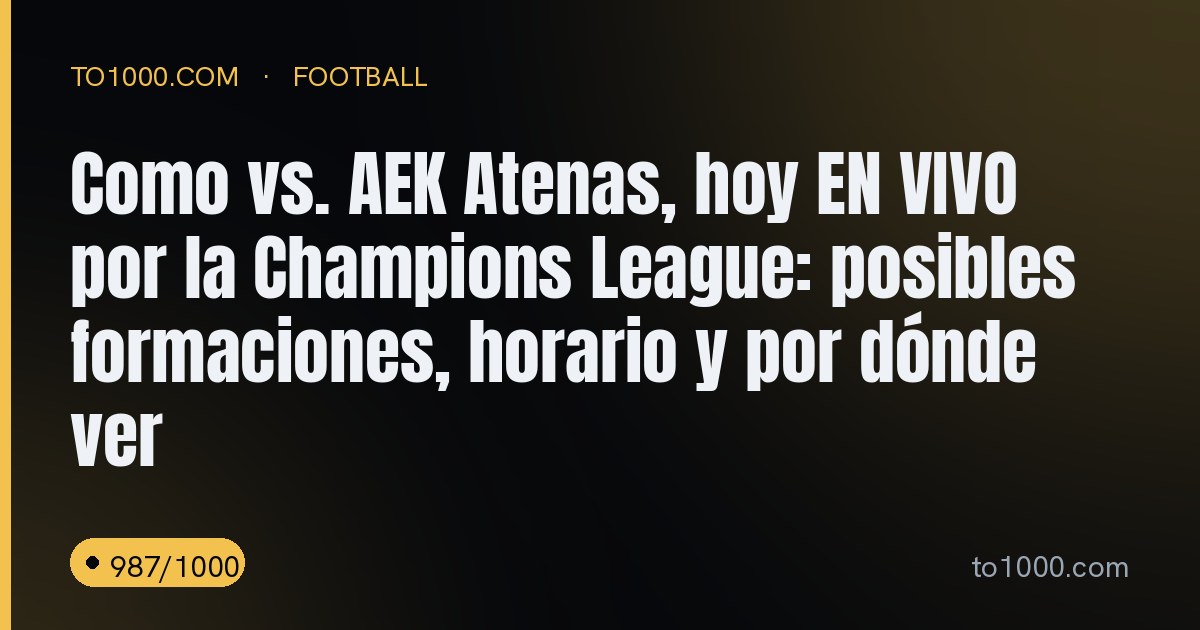 TO1000.COM · FOOTBALL
Como vs. AEK Atenas, hoy EN VIVO
por la Champions League: posibles
formaciones, horario y por dónde
ver
987/1000
to1000.com